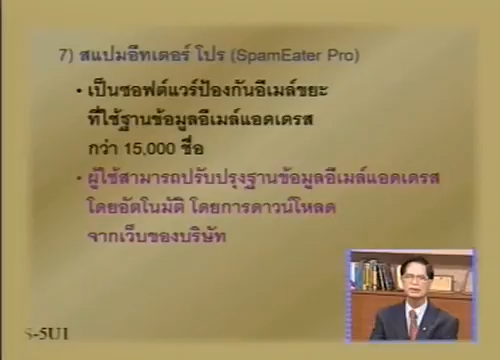 7) สแปมอีทเตอร์ โปร (SpamEater Pro)
• เป็นซอฟต์แวร์ป้องกันอีเมล์ขยะ
ที่ใช้ฐานข้อมูลอีเมล์แอดเดรส
กว่า 15,000 ชื่อ
• ผู้ใช้สามารถปรับปรุงฐานข้อมูลอีเมล์แอดเดรส
โดยอัตโนมัติ โดยการดาวน์โหลด
จากเว็บของบริษัท
S-5U1